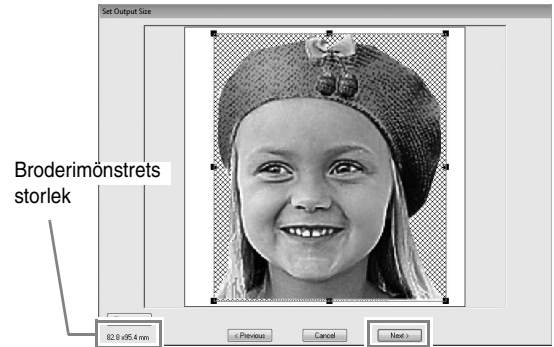 Set Output Size
Broderimönstrets
storlek
82.8 x95.4 mm
< Previous
Cancel
Next >